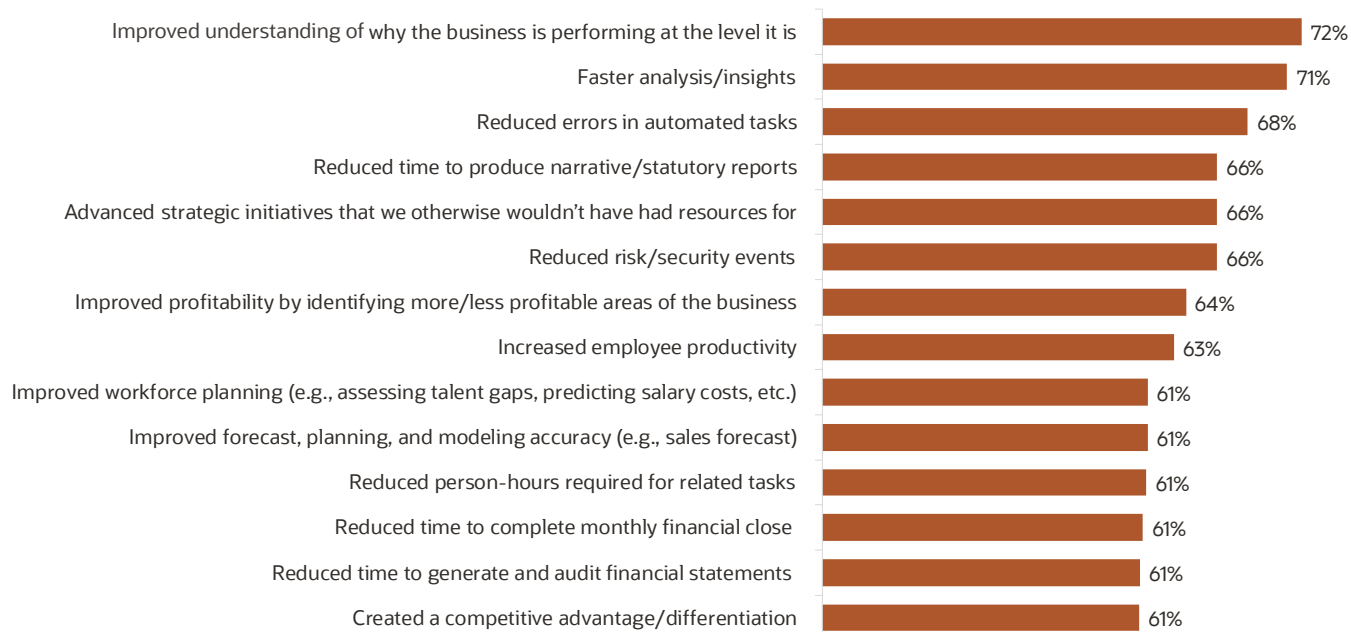 Improved understanding of why the business is performing at the level it is 72%
Faster analysis/insights 71%
Reduced errors in automated tasks 68%
Reduced time to produce narrative/statutory reports 66%
Advanced strategic initiatives that we otherwise wouldn’t have had resources for 66%
Reduced risk/security events 66%
Improved profitability by identifying more/less profitable areas of the business 64%
Increased employee productivity 63%
Improved workforce planning (e.g., assessing talent gaps, predicting salary costs, etc.) 61%
Improved forecast, planning, and modeling accuracy (e.g., sales forecast) 61%
Reduced person-hours required for related tasks 61%
Reduced time to complete monthly financial close 61%
Reduced time to generate and audit financial statements 61%
Created a competitive advantage/differentiation 61%